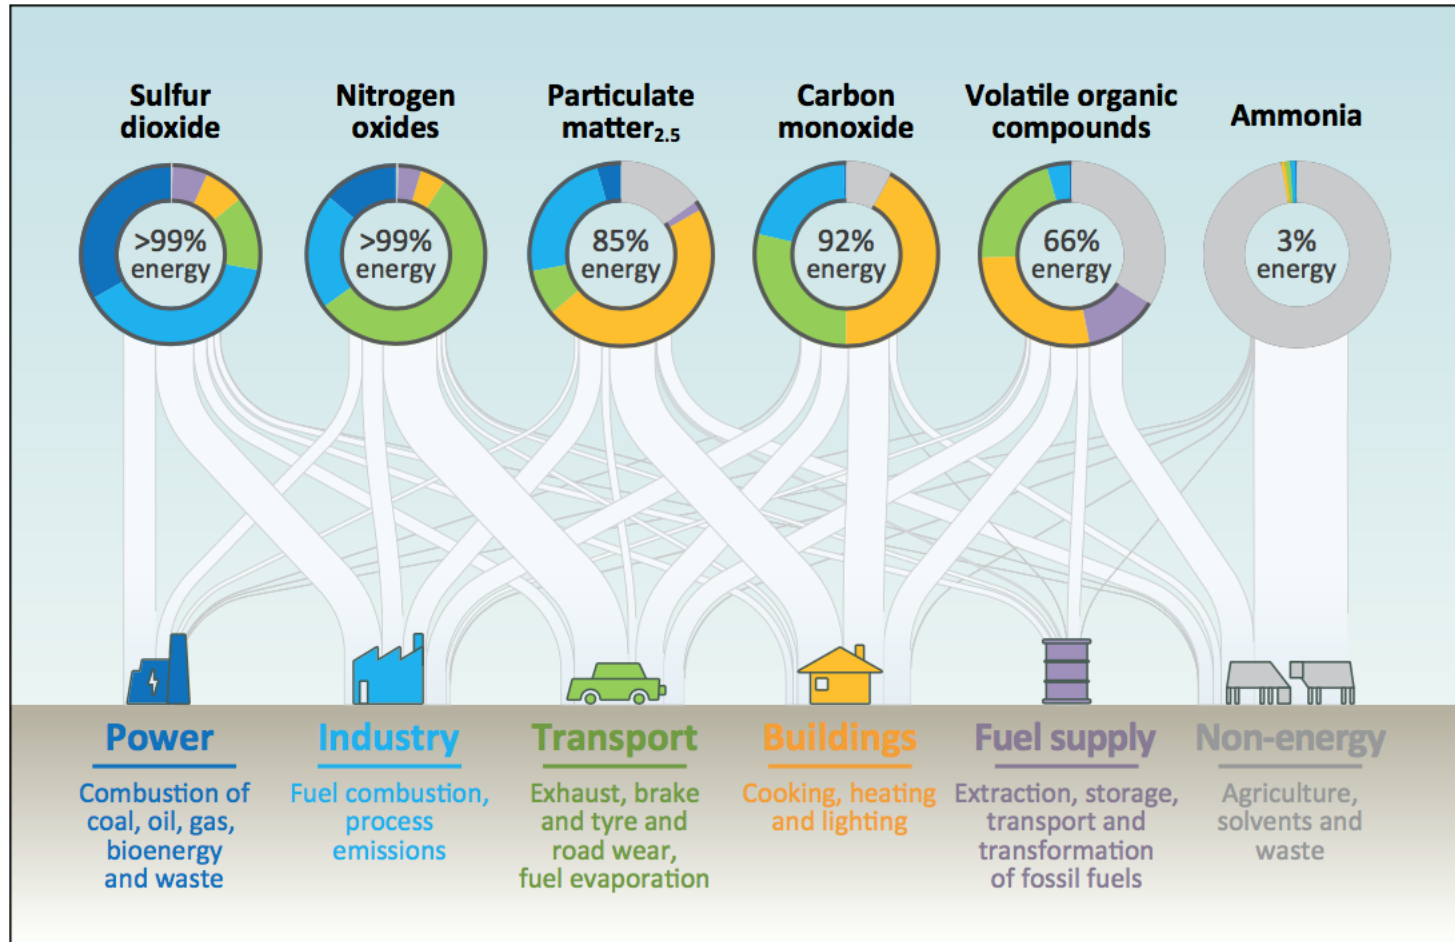 Sulfur
dioxide
Nitrogen
oxides
Particulate
matter2.5
Carbon
monoxide
Volatile organic
compounds
Ammonia
>99%
energy
>99%
energy
85%
energy
92%
energy
66%
energy
3%
energy
Power
Combustion of
coal, oil, gas,
bioenergy
and waste
Industry
Fuel combustion,
process
emissions
Transport
Exhaust, brake
and tyre and
road wear,
fuel evaporation
Buildings
Cooking, heating
and lighting
Fuel supply
Extraction, storage,
transport and
transformation
of fossil fuels
Non-energy
Agriculture,
solvents and
waste